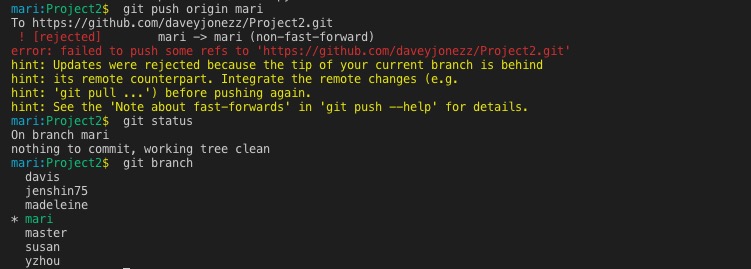 mari:Project2$ git push origin mari
To https://github.com/daveyjonezz/Project2.git
! [rejected] mari -> mari (non-fast-forward)
error: failed to push some refs to 'https://github.com/daveyjonezz/Project2.git'
hint: Updates were rejected because the tip of your current branch is behind
hint: its remote counterpart. Integrate the remote changes (e.g.
hint: 'git pull ...') before pushing again.
hint: See the 'Note about fast-forwards' in 'git push --help' for details.
mari:Project2$ git status
On branch mari
nothing to commit, working tree clean
mari:Project2$ git branch
davis
jenshin75
madeleine
* mari
master
susan
yzhou